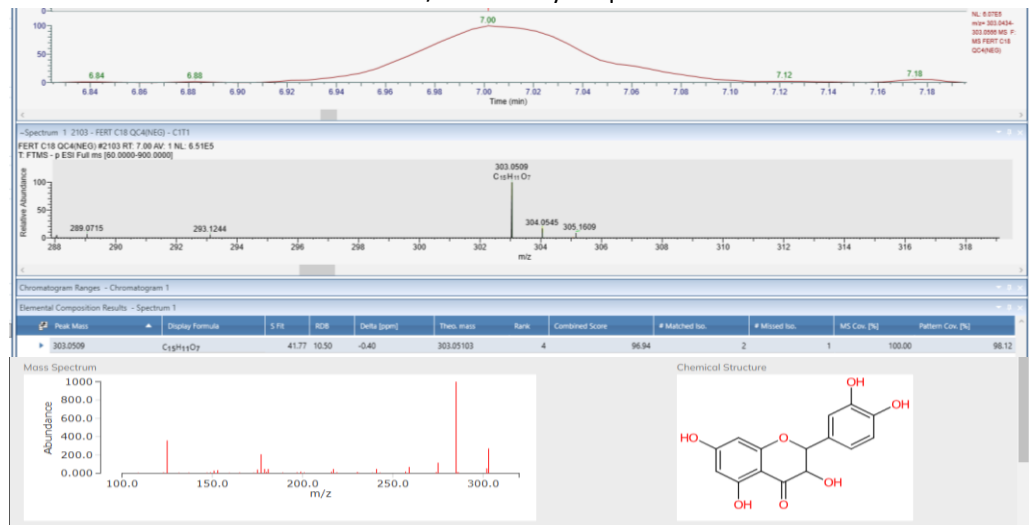 NL: 6.07E5
m/z= 303.0434-
303.0586 MS F:
MS FERT C18
QC4(NEG)
0
100
50
0
7.00
6.84
6.88
7.12
7.18
6.84 6.86 6.88 6.90 6.92 6.94 6.96 6.98 7.00 7.02 7.04 7.06 7.08 7.10 7.12 7.14 7.16 7.18
Time (min)
~Spectrum 1 2103 - FERT C18 QC4(NEG) - C1T1
FERT C18 QC4(NEG) #2103 RT: 7.00 AV: 1 NL: 6.51E5
T: FTMS - p ESI Full ms [60.0000-900.0000]
Relative Abundance
100
50
0
303.0509
C15H11O7
289.0715
293.1244
304.0545
305.1609
288 290 292 294 296 298 300 302 304 306 308 310 312 314 316 318
m/z
Chromatogram Ranges - Chromatogram 1
Elemental Composition Results - Spectrum 1
Peak Mass Display Formula S Fit RDB Delta [ppm] Theo. mass Rank Combined Score # Matched Iso. # Missed Iso. MS Cov. [%] Pattern Cov. [%]
303.0509 C15H11O7 41.77 10.50 -0.40 303.05103 4 96.94 2 1 100.00 98.12
Mass Spectrum
Chemical Structure
Abundance
1000
800.0
600.0
400.0
200.0
0.000
100.0 150.0 200.0 250.0 300.0
m/z
OH
OH
HO
O
OH
OH
O